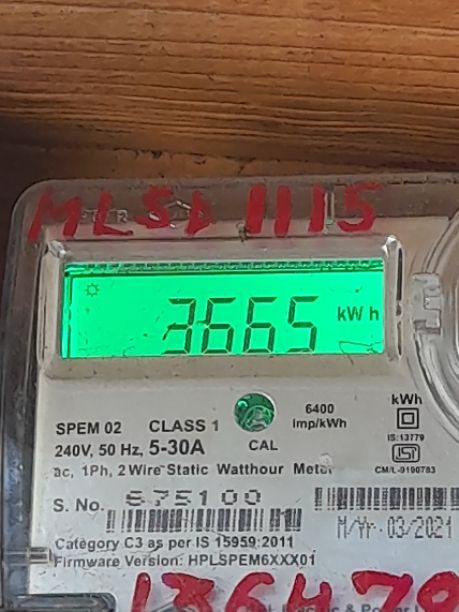 MLSD 1115
3665 kWh
SPEM 02 CLASS 1 6400 imp/kWh kWh
240V, 50 Hz, 5-30A CAL IS:13779
ac, 1Ph, 2 Wire Static Watthour Meter CM/L-9190783
S. No. 675100
M/Yr. 03/2021
Category C3 as per IS 15959:2011
Firmware Version: HPLSPEM6XXX01